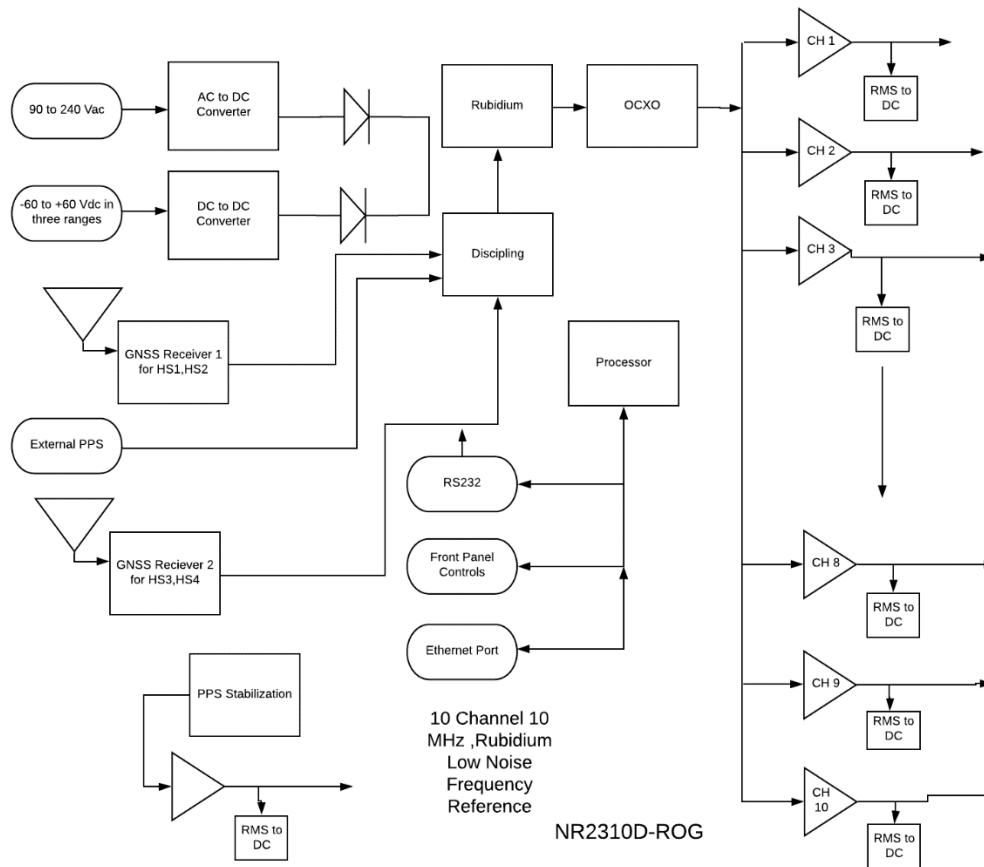 90 to 240 Vac
AC to DC
Converter
-60 to +60 Vdc in
three ranges
DC to DC
Converter
Rubidium
OCXO
Discipling
GNSS Receiver 1
for HS1,HS2
External PPS
GNSS Reciever 2
for HS3,HS4
Processor
RS232
Front Panel
Controls
Ethernet Port
PPS Stabilization
RMS to
DC
10 Channel 10
MHz ,Rubidium
Low Noise
Frequency
Reference
NR2310D-ROG
CH 1
RMS to
DC
CH 2
RMS to
DC
CH 3
RMS to
DC
CH 8
RMS to
DC
CH 9
RMS to
DC
CH
10
RMS to
DC